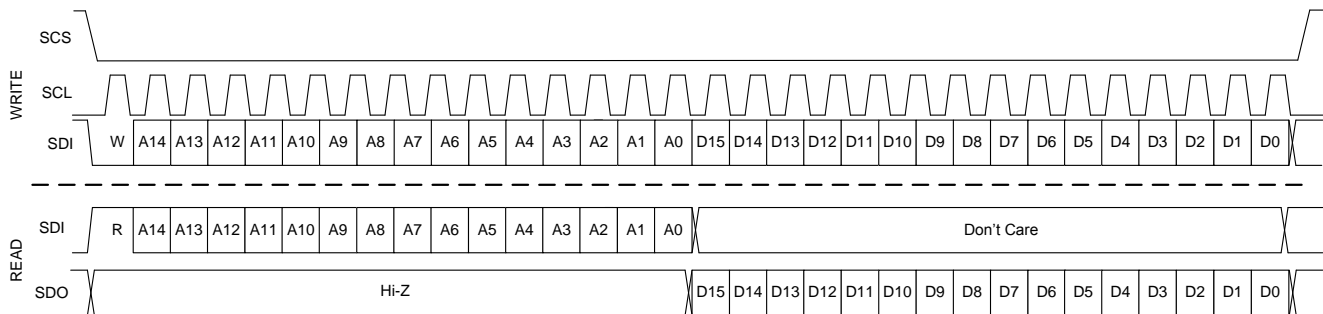 SCS
WRITE
SCL
SDI W A14 A13 A12 A11 A10 A9 A8 A7 A6 A5 A4 A3 A2 A1 A0 D15 D14 D13 D12 D11 D10 D9 D8 D7 D6 D5 D4 D3 D2 D1 D0
READ
SDI R A14 A13 A12 A11 A10 A9 A8 A7 A6 A5 A4 A3 A2 A1 A0 Don't Care
SDO Hi-Z D15 D14 D13 D12 D11 D10 D9 D8 D7 D6 D5 D4 D3 D2 D1 D0